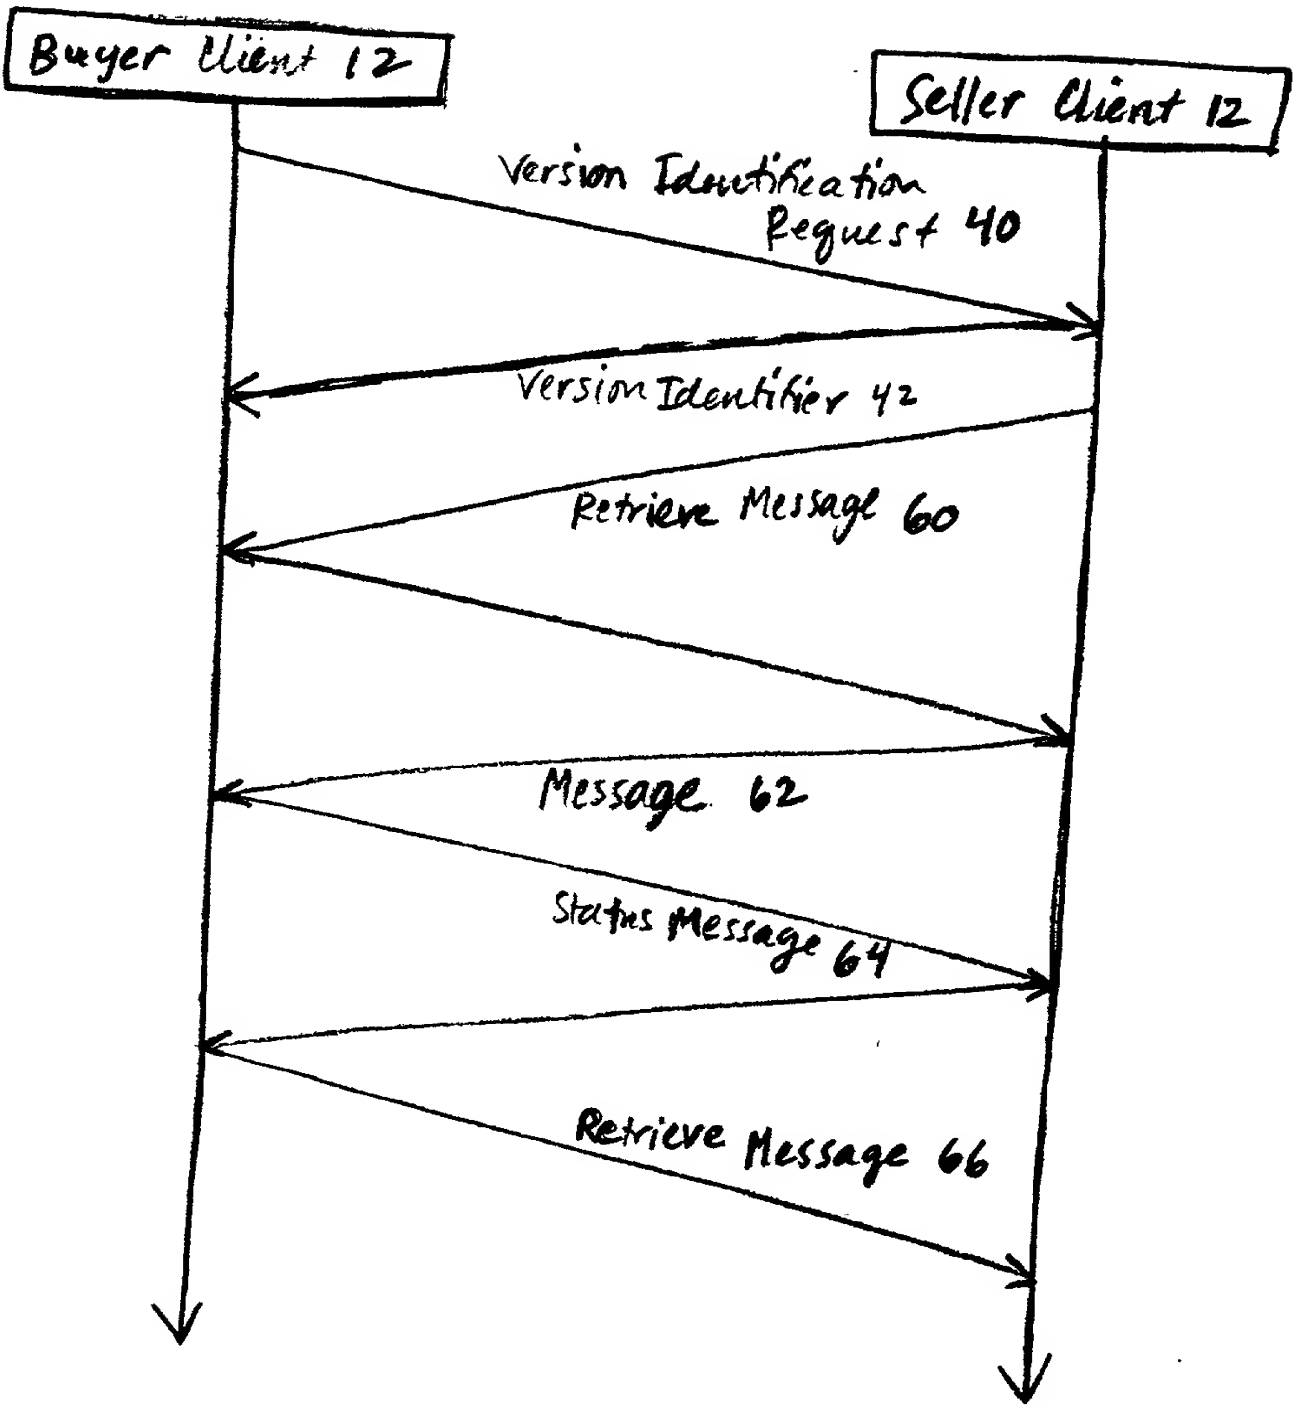 Buyer Client 12
Seller Client 12
Version Identification
Request 40
Version Identifier 42
Retrieve Message 60
Message 62
Status Message 64
Retrieve Message 66